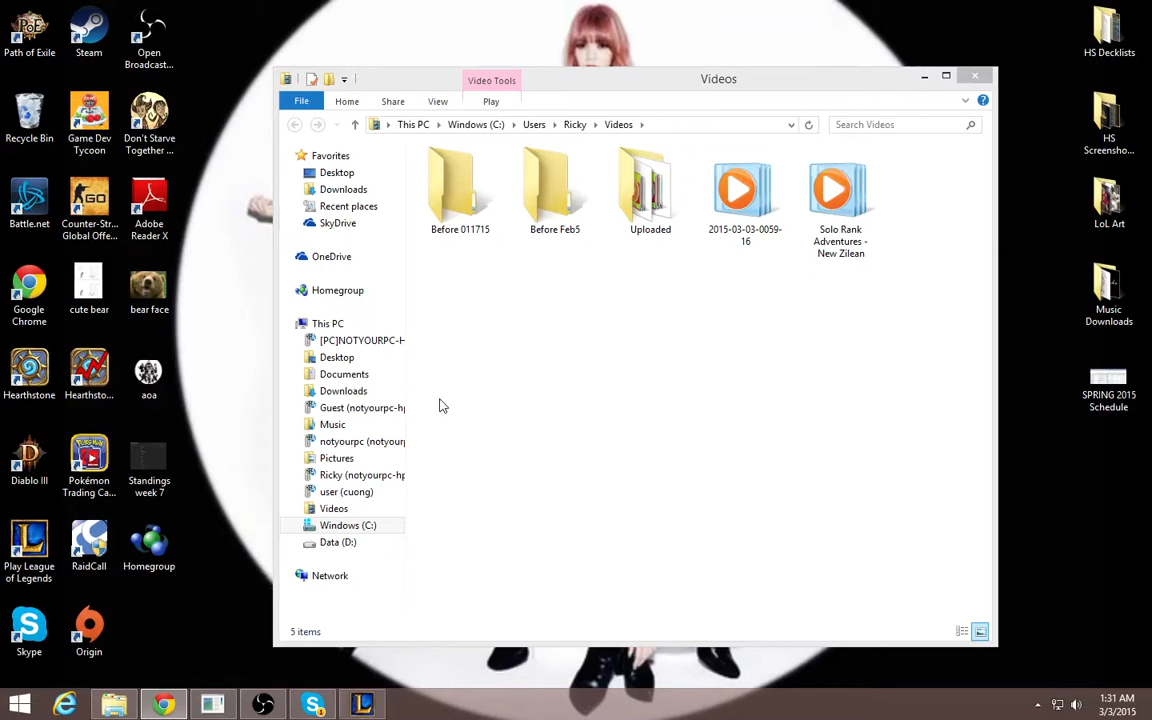 Path of Exile
Steam
Open
Broadcast...
Recycle Bin
Game Dev
Tycoon
Don't Starve
Together ...
Battle.net
Counter-Str...
Global Offe...
Adobe
Reader X
Google
Chrome
cute bear
bear face
Hearthstone
Hearthsto...
aoa
Diablo III
Pokémon
Trading Ca...
Standings
week 7
Play League
of Legends
RaidCall
Homegroup
Skype
Origin
Video Tools
Videos
File
Home
Share
View
Play
This PC
Windows (C:)
Users
Ricky
Videos
Search Videos
Favorites
Desktop
Downloads
Recent places
SkyDrive
OneDrive
Homegroup
This PC
[PC]NOTYOURPC-H
Desktop
Documents
Downloads
Guest (notyourpc-hp
Music
notyourpc (notyourp
Pictures
Ricky (notyourpc-hp
user (cuong)
Videos
Windows (C:)
Data (D:)
Network
Before 011715
Before Feb5
Uploaded
2015-03-03-0059-
16
Solo Rank
Adventures -
New Zilean
5 items
HS Decklists
HS
Screensho...
LoL Art
Music
Downloads
SPRING 2015
Schedule
1:31 AM
3/3/2015